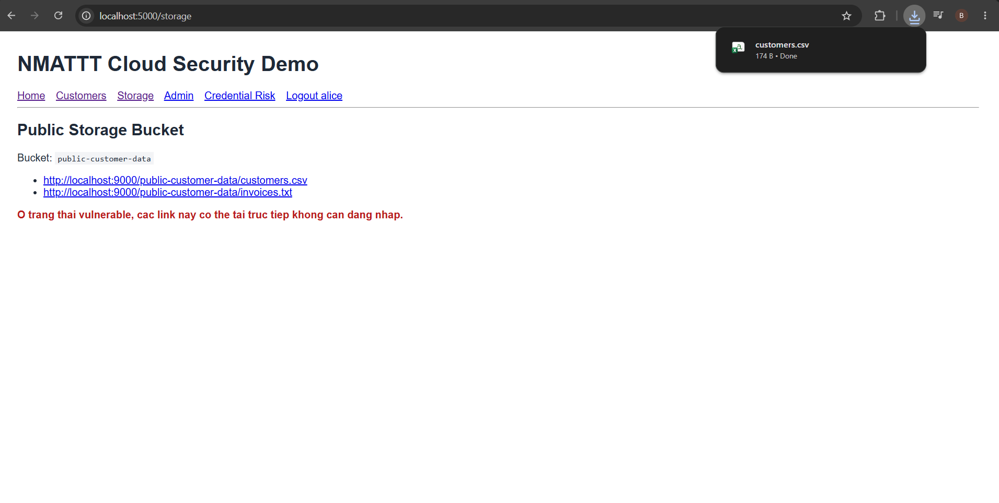 localhost:5000/storage
B
customers.csv
174 B • Done
NMATTT Cloud Security Demo
Home Customers Storage Admin Credential Risk Logout alice
Public Storage Bucket
Bucket: public-customer-data
• http://localhost:9000/public-customer-data/customers.csv
• http://localhost:9000/public-customer-data/invoices.txt
O trang thai vulnerable, cac link nay co the tai truc tiep khong can dang nhap.